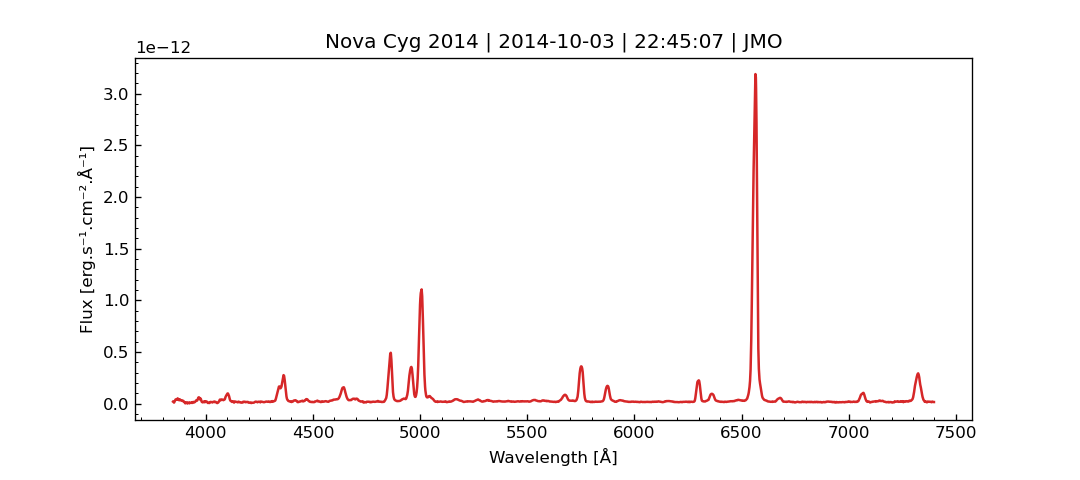 Nova Cyg 2014 | 2014-10-03 | 22:45:07 | JMO
1e−12
3.0
2.5
2.0
1.5
1.0
0.5
0.0
Flux [erg.s⁻¹.cm⁻².Å⁻¹]
4000 4500 5000 5500 6000 6500 7000 7500
Wavelength [Å]